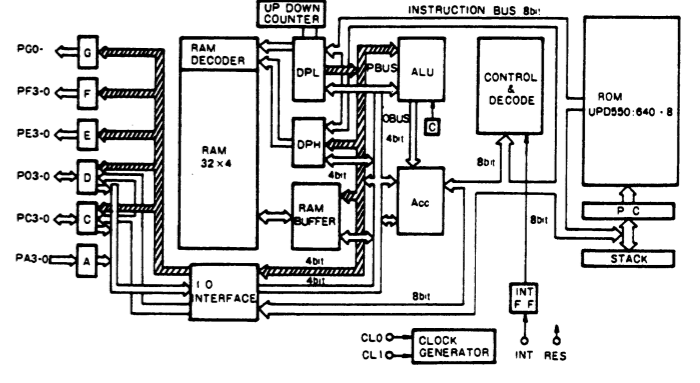 UP DOWN
COUNTER
INSTRUCTION BUS 8bit
PG0-
G
RAM
DECODER
DPL
PBUS
ALU
CONTROL
&
DECODE
ROM
UPD550:640-8
PF3-0
F
PE3-0
E
RAM
32×4
DPH
OBUS
4bit
C
PD3-0
D
4bit
8bit
PC3-0
C
RAM
BUFFER
Acc
8bit
P C
STACK
PA3-0
A
4bit
4bit
I O
INTERFACE
8bit
INT
F F
CL0
CL1
CLOCK
GENERATOR
INT
RES